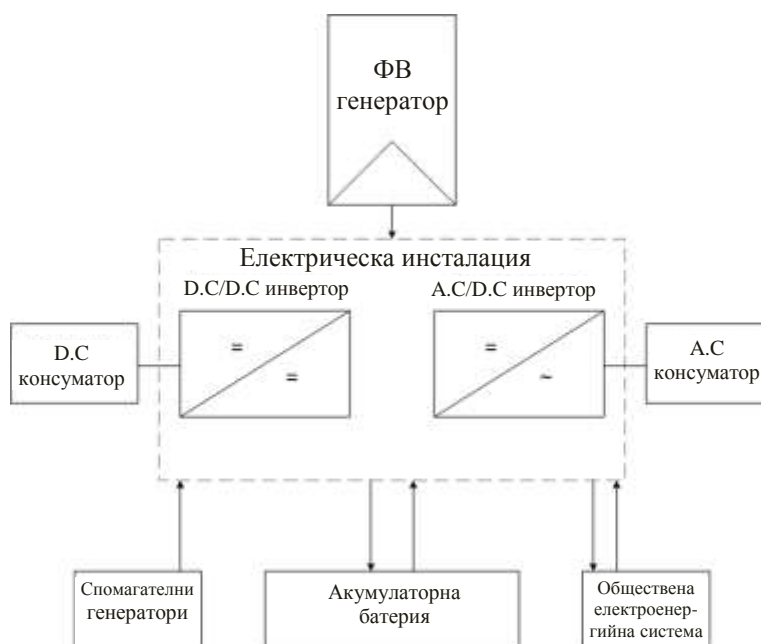 ФВ
генератор
Електрическа инсталация
D.C/D.C инвертор
A.C/D.C инвертор
=
=
=
~
D.C
консуматор
A.C
консуматор
Спомагателни
генератори
Акумулаторна
батерия
Обществена
електроенер-
гийна система